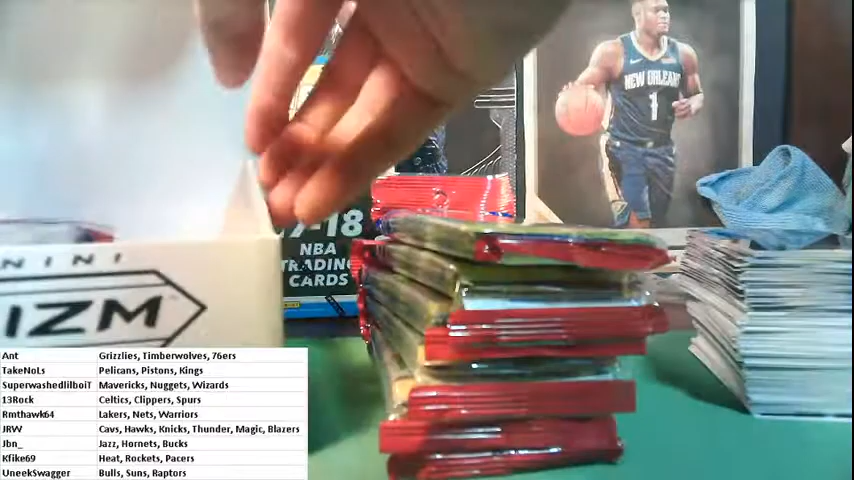 NEW ORLEANS
1
7-18
NBA
TRADING
CARDS
NINI
IZM
Ant Grizzlies, Timberwolves, 76ers
TakeNoLs Pelicans, Pistons, Kings
SuperwashedlilboiT Mavericks, Nuggets, Wizards
13Rock Celtics, Clippers, Spurs
Rmthawk64 Lakers, Nets, Warriors
JRW Cavs, Hawks, Knicks, Thunder, Magic, Blazers
Jbn_ Jazz, Hornets, Bucks
Kfike69 Heat, Rockets, Pacers
UneekSwagger Bulls, Suns, Raptors